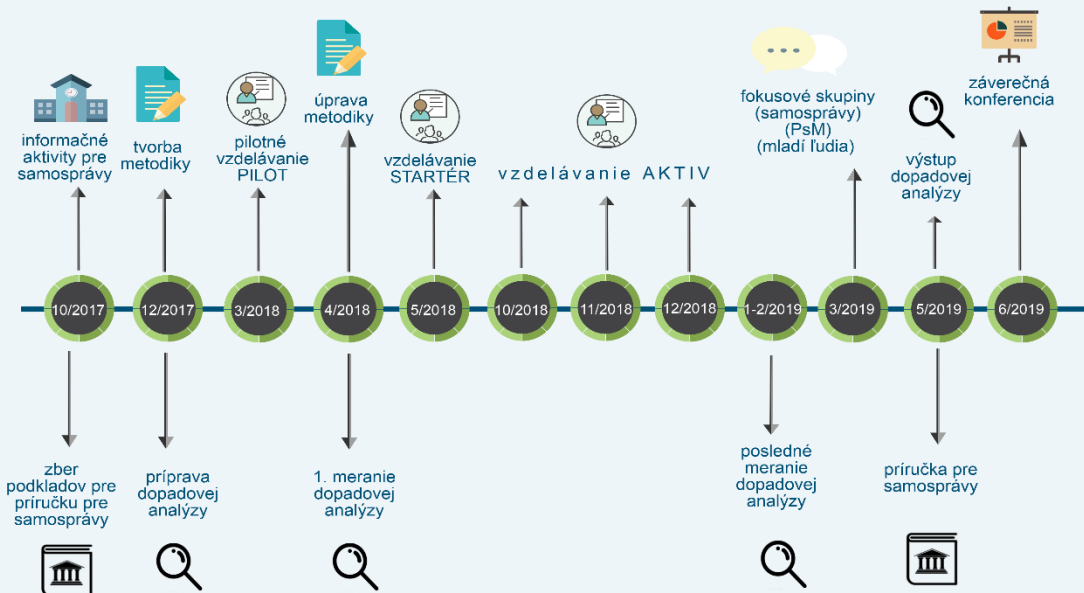 informačné
aktivity pre
samosprávy
tvorba
metodiky
pilotné
vzdelávanie
PILOT
úprava
metodiky
vzdelávanie
STARTÉR
vzdelávanie AKTIV
fokusové skupiny
(samosprávy)
(PsM)
(mladí ľudia)
výstup
dopadovej
analýzy
záverečná
konferencia
10/2017
12/2017
3/2018
4/2018
5/2018
10/2018
11/2018
12/2018
1-2/2019
3/2019
5/2019
6/2019
zber
podkladov pre
príručku pre
samosprávy
príprava
dopadovej
analýzy
1. meranie
dopadovej
analýzy
posledné
meranie
dopadovej
analýzy
príručka pre
samosprávy